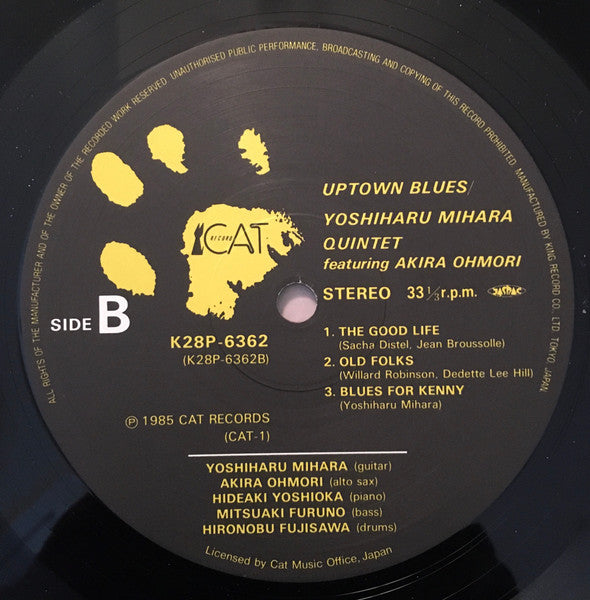 ALL RIGHTS OF THE MANUFACTURER AND OF THE OWNER OF THE RECORDED WORK RESERVED. UNAUTHORISED PUBLIC PERFORMANCE, BROADCASTING AND COPYING OF THIS RECORD PROHIBITED. MANUFACTURED BY KING RECORD CO. LTD. TOKYO JAPAN.
RECORD
CAT
UPTOWN BLUES/
YOSHIHARU MIHARA
QUINTET
featuring AKIRA OHMORI
STEREO 33 1/3 r.p.m. JASRAC
SIDE B
K28P-6362
(K28P-6362B)
1. THE GOOD LIFE
(Sacha Distel, Jean Broussolle)
2. OLD FOLKS
(Willard Robinson, Dedette Lee Hill)
3. BLUES FOR KENNY
(Yoshiharu Mihara)
Ⓟ 1985 CAT RECORDS
(CAT-1)
YOSHIHARU MIHARA (guitar)
AKIRA OHMORI (alto sax)
HIDEAKI YOSHIOKA (piano)
MITSUAKI FURUNO (bass)
HIRONOBU FUJISAWA (drums)
Licensed by Cat Music Office, Japan